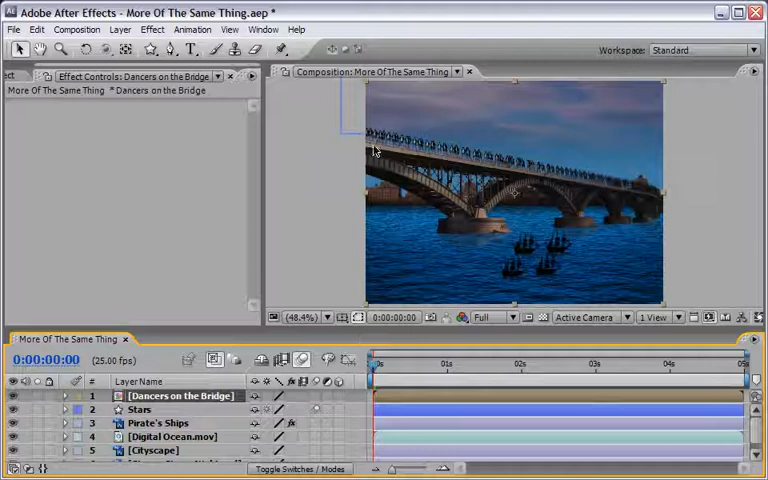 Adobe After Effects - More Of The Same Thing.aep *
File Edit Composition Layer Effect Animation View Window Help
Workspace: Standard
Effect Controls: Dancers on the Bridge
Composition: More Of The Same Thing
More Of The Same Thing * Dancers on the Bridge
(48.4%) 0:00:00:00 Full Active Camera 1 View
More Of The Same Thing
0:00:00:00 (25.00 fps)
01s 02s 03s 04s
# Layer Name
1 [Dancers on the Bridge]
2 Stars
3 Pirate's Ships
4 [Digital Ocean.mov]
5 [Cityscape]
Toggle Switches / Modes